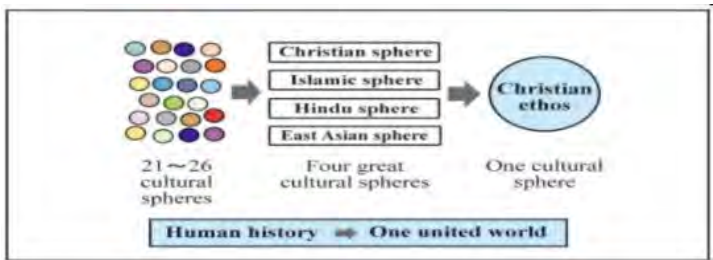 Christian sphere
Islamic sphere
Hindu sphere
East Asian sphere
Christian
ethos
21~26
cultural
spheres
Four great
cultural spheres
One cultural
sphere
Human history ➡ One united world